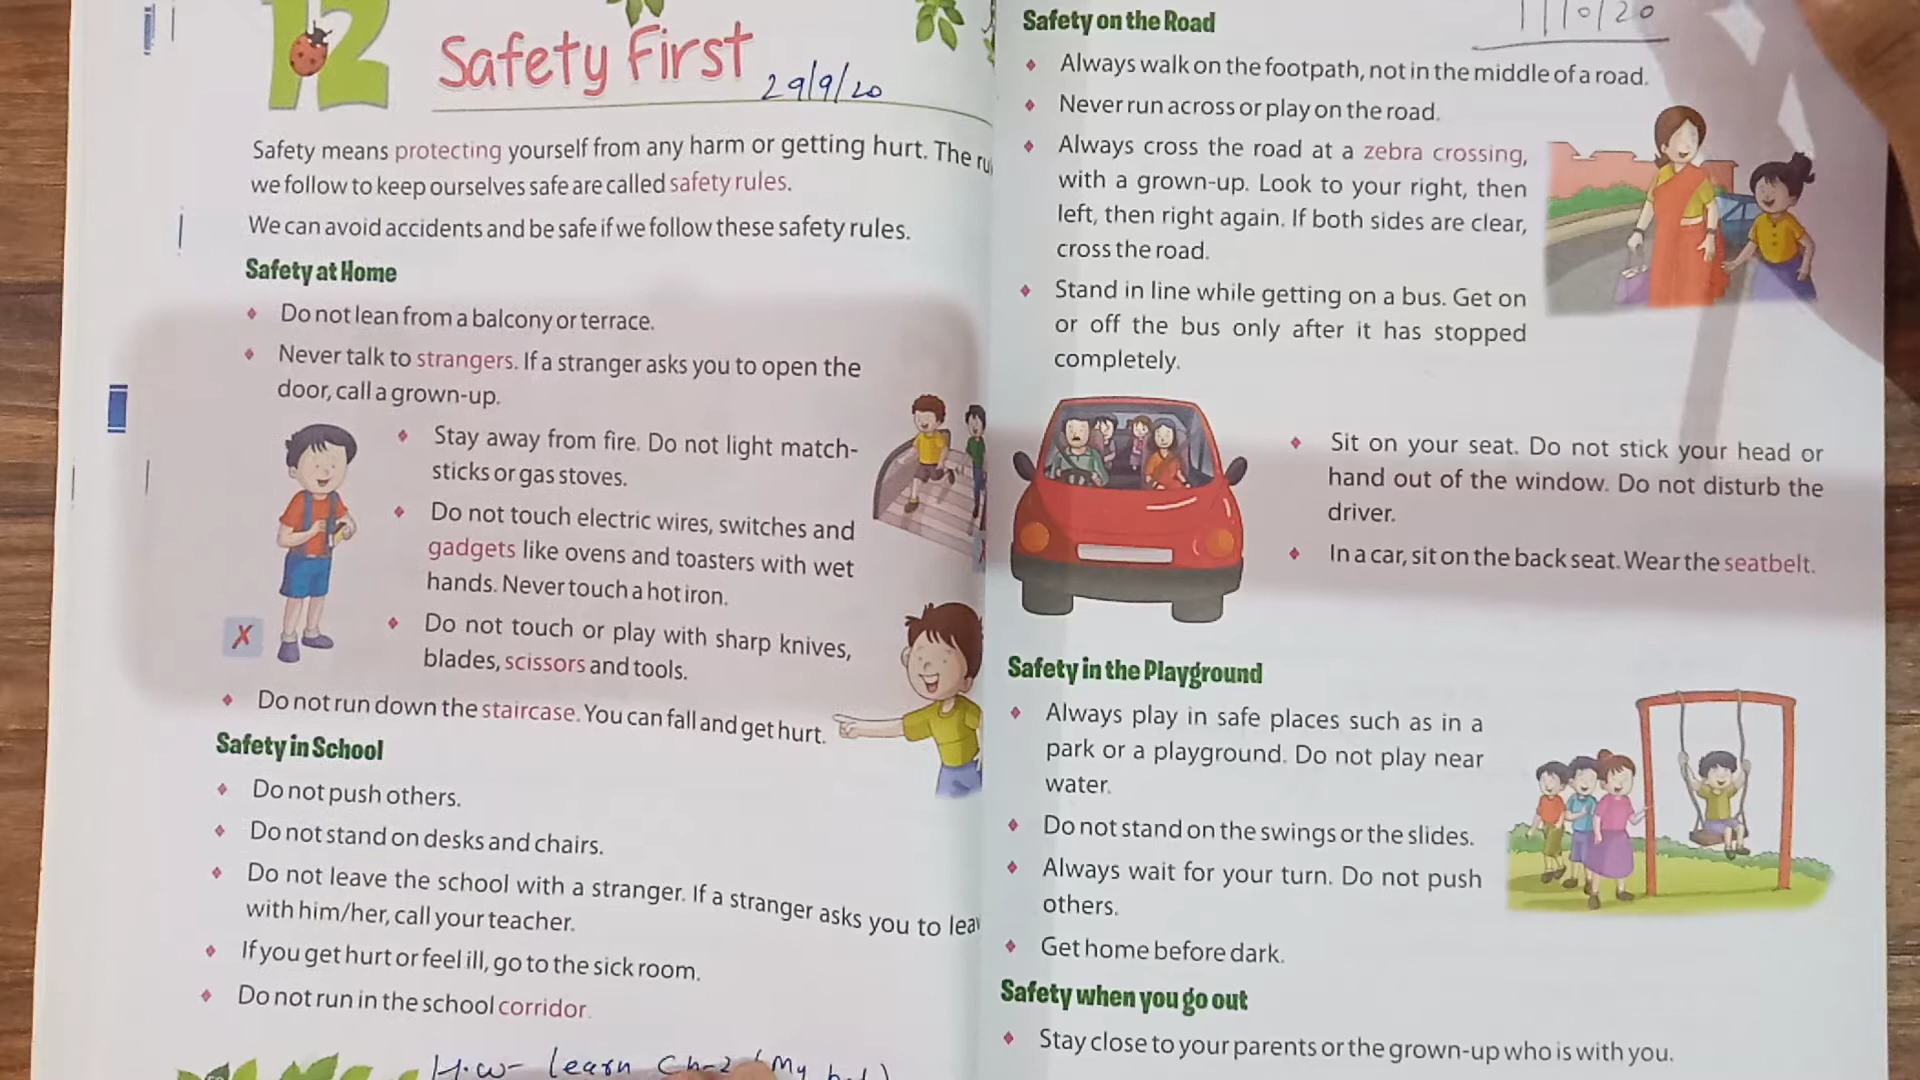 12
Safety First
29/9/20
Safety means protecting yourself from any harm or getting hurt. The
we follow to keep ourselves safe are called safety rules.
We can avoid accidents and be safe if we follow these safety rules.
Safety at Home
Do not lean from a balcony or terrace.
Never talk to strangers. If a stranger asks you to open the
door, call a grown-up.
Stay away from fire. Do not light match-
sticks or gas stoves.
Do not touch electric wires, switches and
gadgets like ovens and toasters with wet
hands. Never touch a hot iron.
Do not touch or play with sharp knives,
blades, scissors and tools.
X
Do not run down the staircase. You can fall and get hurt.
Safety in School
Do not push others.
Do not stand on desks and chairs.
Do not leave the school with a stranger. If a stranger asks you to
with him/her, call your teacher.
If you get hurt or feel ill, go to the sick room.
Do not run in the school corridor.
H.W- learn Ch-2 (My
Safety on the Road
1/10/20
Always walk on the footpath, not in the middle of a road.
Never run across or play on the road.
Always cross the road at a zebra crossing,
with a grown-up. Look to your right, then
left, then right again. If both sides are clear,
cross the road.
Stand in line while getting on a bus. Get on
or off the bus only after it has stopped
completely.
Sit on your seat. Do not stick your head or
hand out of the window. Do not disturb the
driver.
In a car, sit on the back seat. Wear the seatbelt.
Safety in the Playground
Always play in safe places such as in a
park or a playground. Do not play near
water.
Do not stand on the swings or the slides.
Always wait for your turn. Do not push
others.
Get home before dark.
Safety when you go out
Stay close to your parents or the grown-up who is with you.